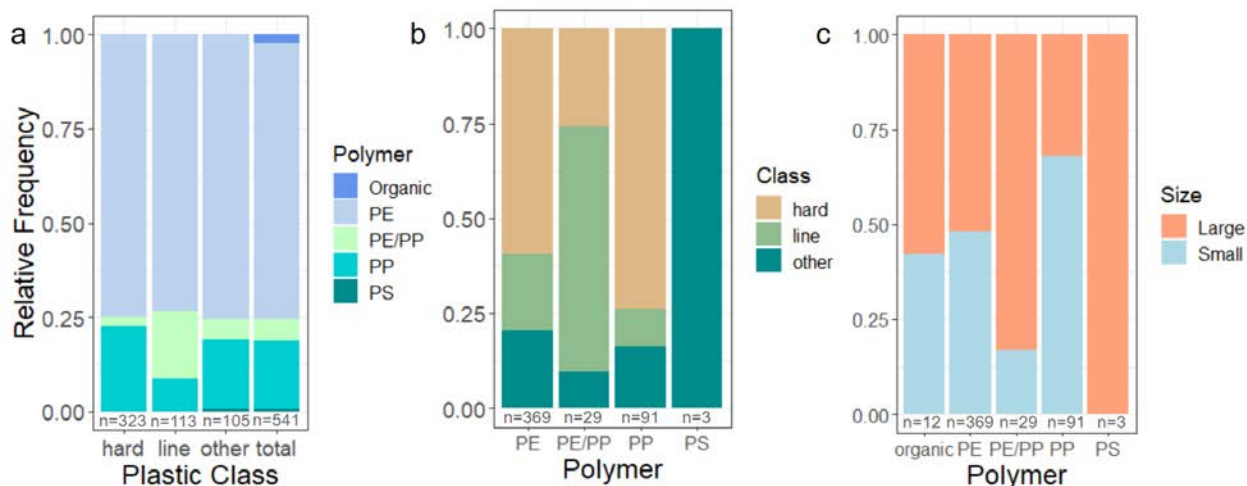 a
Relative Frequency
1.00
0.75
0.50
0.25
0.00
n=323 n=113 n=105 n=541
hard line other total
Plastic Class
Polymer
Organic
PE
PE/PP
PP
PS
b
1.00
0.75
0.50
0.25
0.00
n=369 n=29 n=91 n=3
PE PE/PP PP PS
Polymer
Class
hard
line
other
c
1.00
0.75
0.50
0.25
0.00
n=12 n=369 n=29 n=91 n=3
organic PE PE/PP PP PS
Polymer
Size
Large
Small